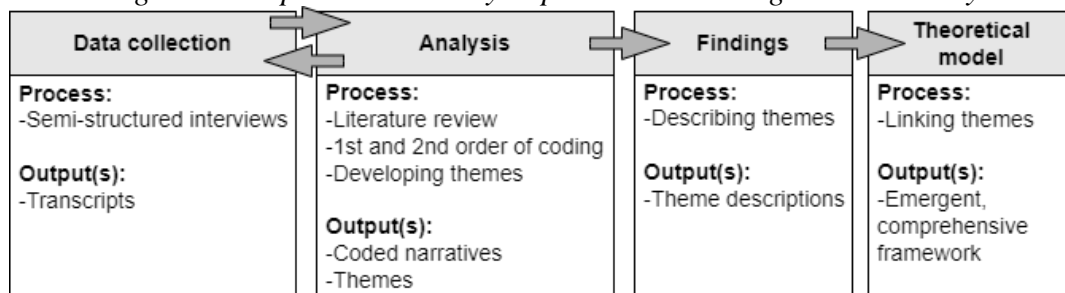 Data collection
Process:
-Semi-structured interviews
Output(s):
-Transcripts
Analysis
Process:
-Literature review
-1st and 2nd order of coding
-Developing themes
Output(s):
-Coded narratives
-Themes
Findings
Process:
-Describing themes
Output(s):
-Theme descriptions
Theoretical
model
Process:
-Linking themes
Output(s):
-Emergent,
comprehensive
framework